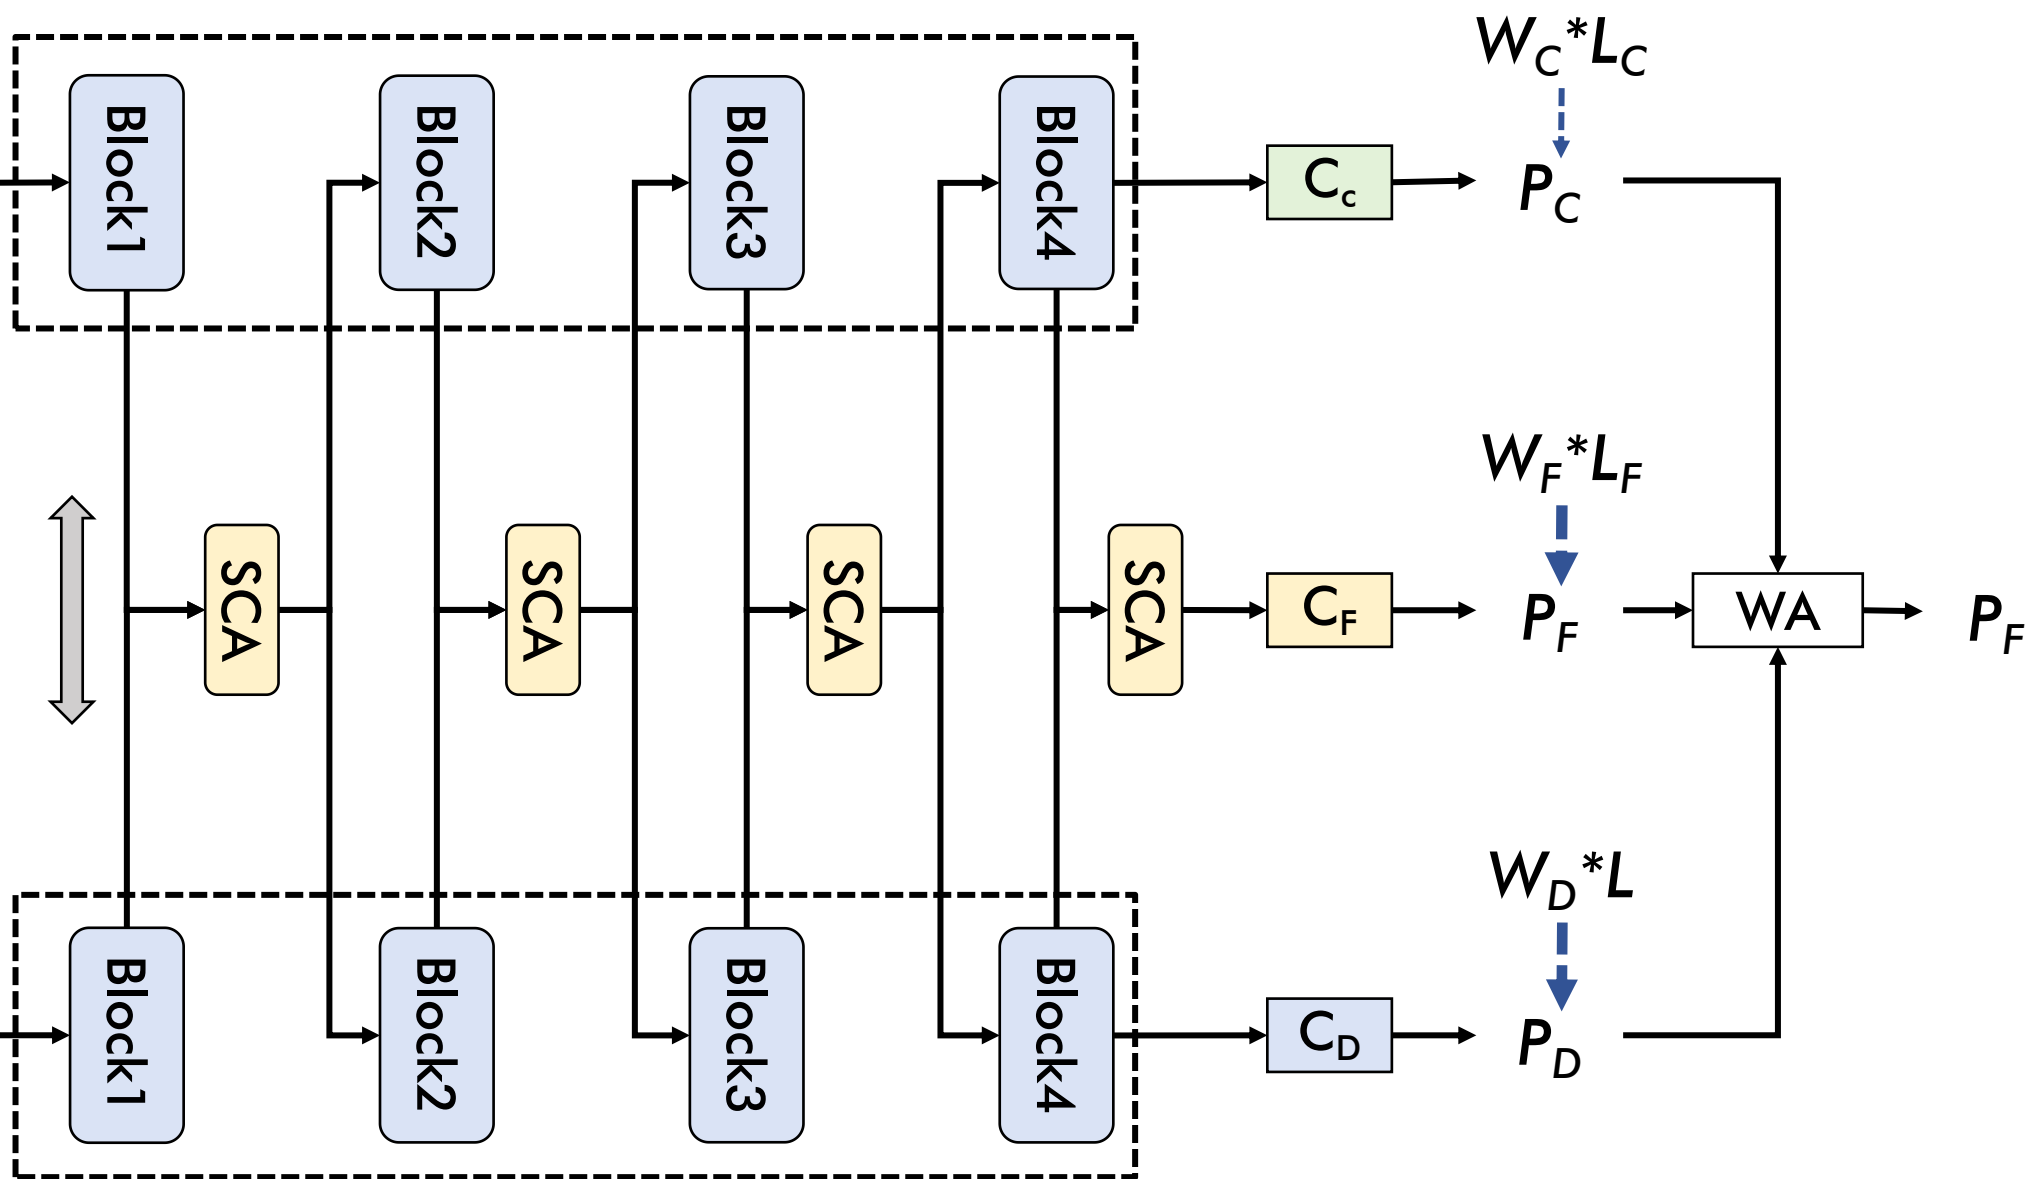 W_C*L_C
Block1
Block2
Block3
Block4
C_c
P_C
W_F*L_F
SCA
SCA
SCA
SCA
C_F
P_F
WA
P_F
W_D*L
Block1
Block2
Block3
Block4
C_D
P_D